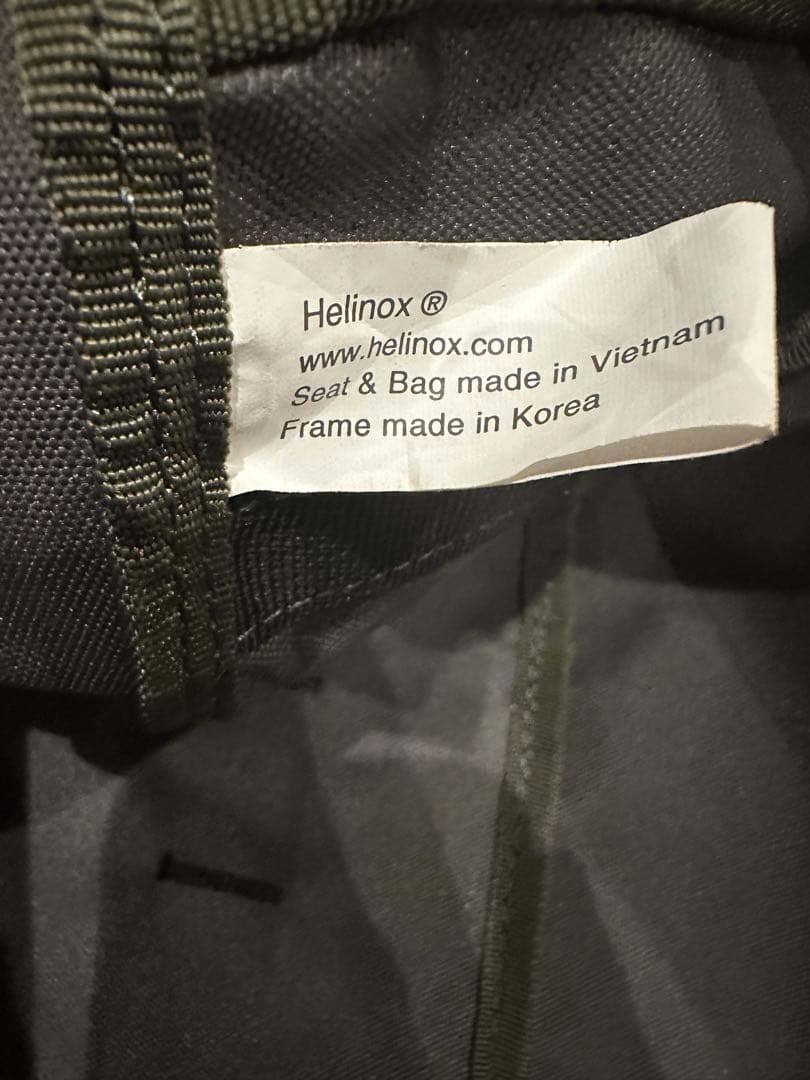 Helinox ®
www.helinox.com
Seat & Bag made in Vietnam
Frame made in Korea